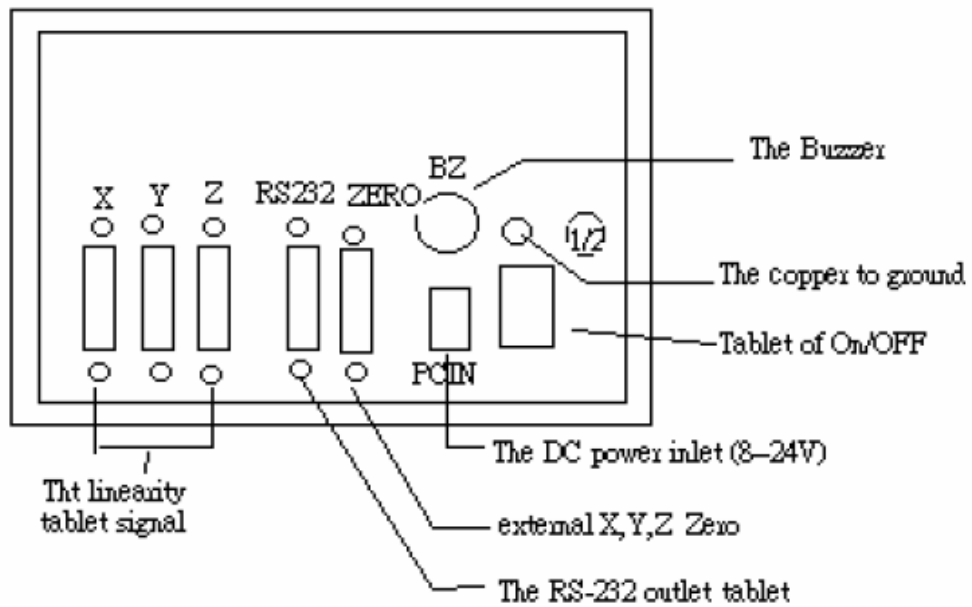 BZ
The Buzzer
X Y Z RS232 ZERO
1/2
The copper to ground
Tablet of On/OFF
PCIN
The DC power inlet (8–24V)
Tht linearity
tablet signal
external X,Y,Z Zero
The RS-232 outlet tablet